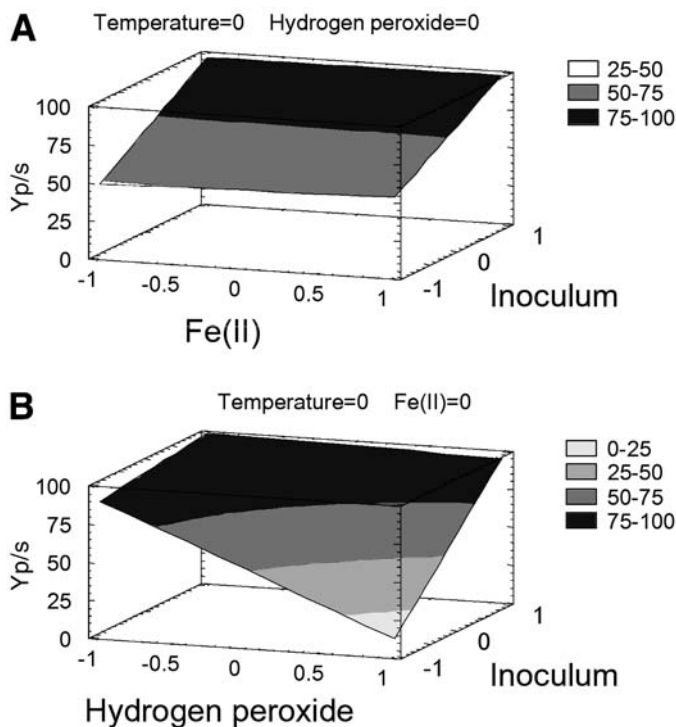 A
Temperature=0 Hydrogen peroxide=0
25-50
50-75
75-100
100
75
50
25
0
Yp/s
-1 -0.5 0 0.5 1
-1 0 1
Fe(II)
Inoculum
B
Temperature=0 Fe(II)=0
0-25
25-50
50-75
75-100
100
75
50
25
0
Yp/s
-1 -0.5 0 0.5 1
-1 0 1
Hydrogen peroxide
Inoculum